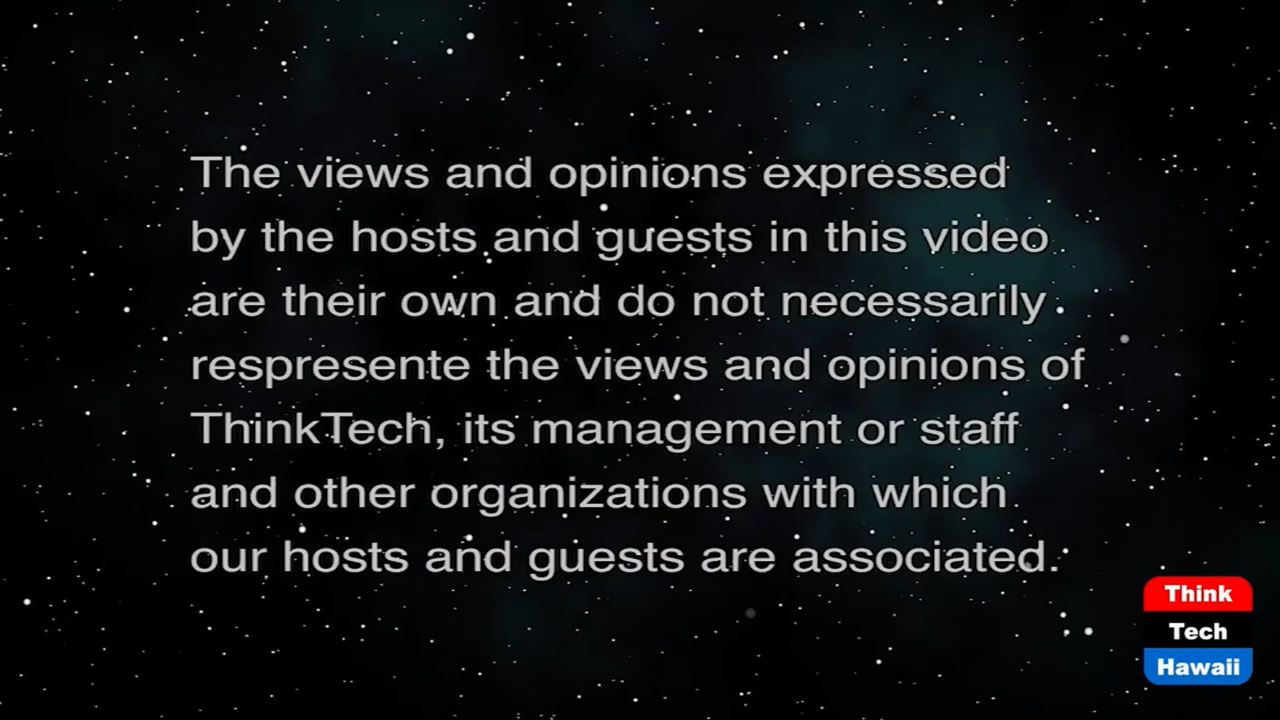 The views and opinions expressed
by the hosts and guests in this video
are their own and do not necessarily
respresente the views and opinions of
ThinkTech, its management or staff
and other organizations with which
our hosts and guests are associated.
Think
Tech
Hawaii